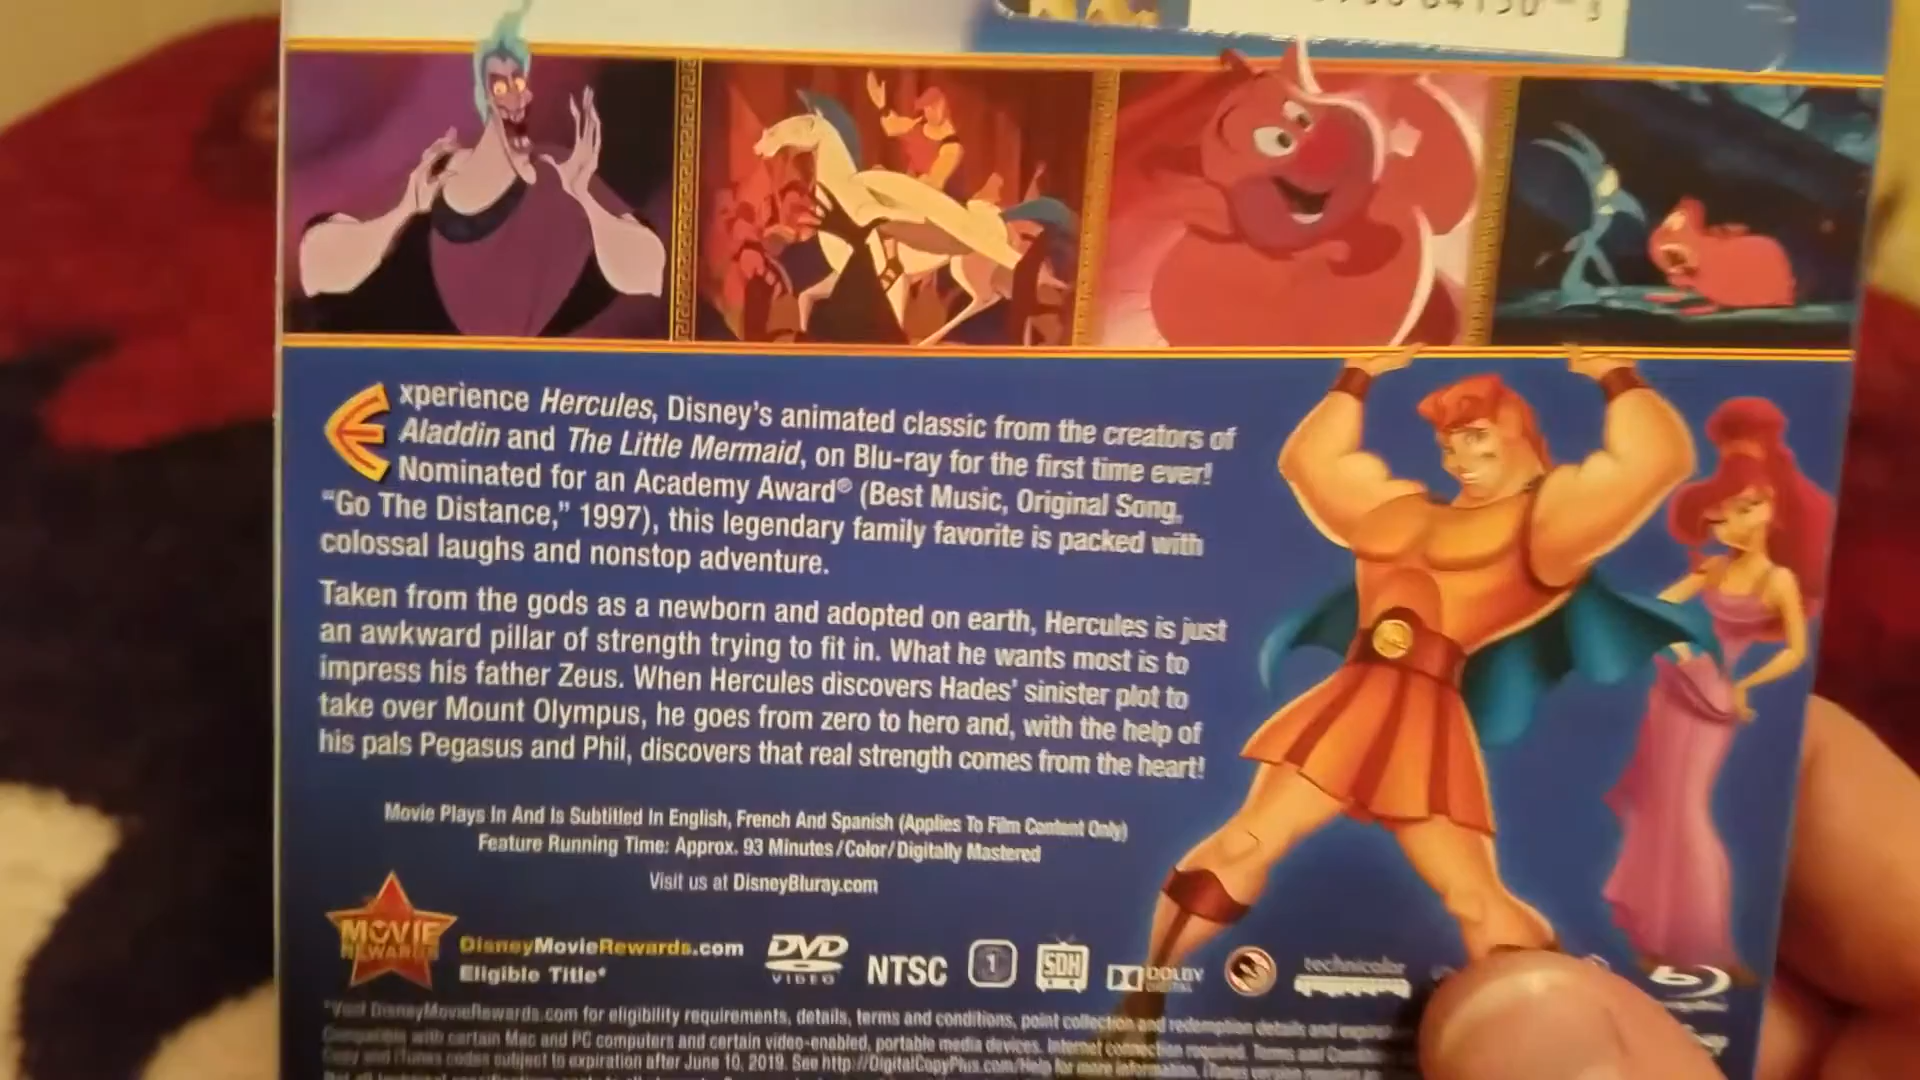 Experience Hercules, Disney's animated classic from the creators of
Aladdin and The Little Mermaid, on Blu-ray for the first time ever!
Nominated for an Academy Award® (Best Music, Original Song,
"Go The Distance," 1997), this legendary family favorite is packed with
colossal laughs and nonstop adventure.
Taken from the gods as a newborn and adopted on earth, Hercules is just
an awkward pillar of strength trying to fit in. What he wants most is to
impress his father Zeus. When Hercules discovers Hades' sinister plot to
take over Mount Olympus, he goes from zero to hero and, with the help of
his pals Pegasus and Phil, discovers that real strength comes from the heart!
Movie Plays In And Is Subtitled In English, French And Spanish (Applies To Film Content Only)
Feature Running Time: Approx. 93 Minutes/Color/Digitally Mastered
Visit us at DisneyBluray.com
MOVIE REWARDS
DisneyMovieRewards.com
Eligible Title*
DVD VIDEO NTSC 1 SDH DOLBY DIGITAL technicolor
*Visit DisneyMovieRewards.com for eligibility requirements, details, terms and conditions, point collection and redemption details and
Compatible with certain Mac and PC computers and certain video-enabled, portable media devices. Internet connection required. Terms and
Copy and iTunes codes subject to expiration after June 10, 2019. See http://DigitalCopyPlus.com/Help for more information.